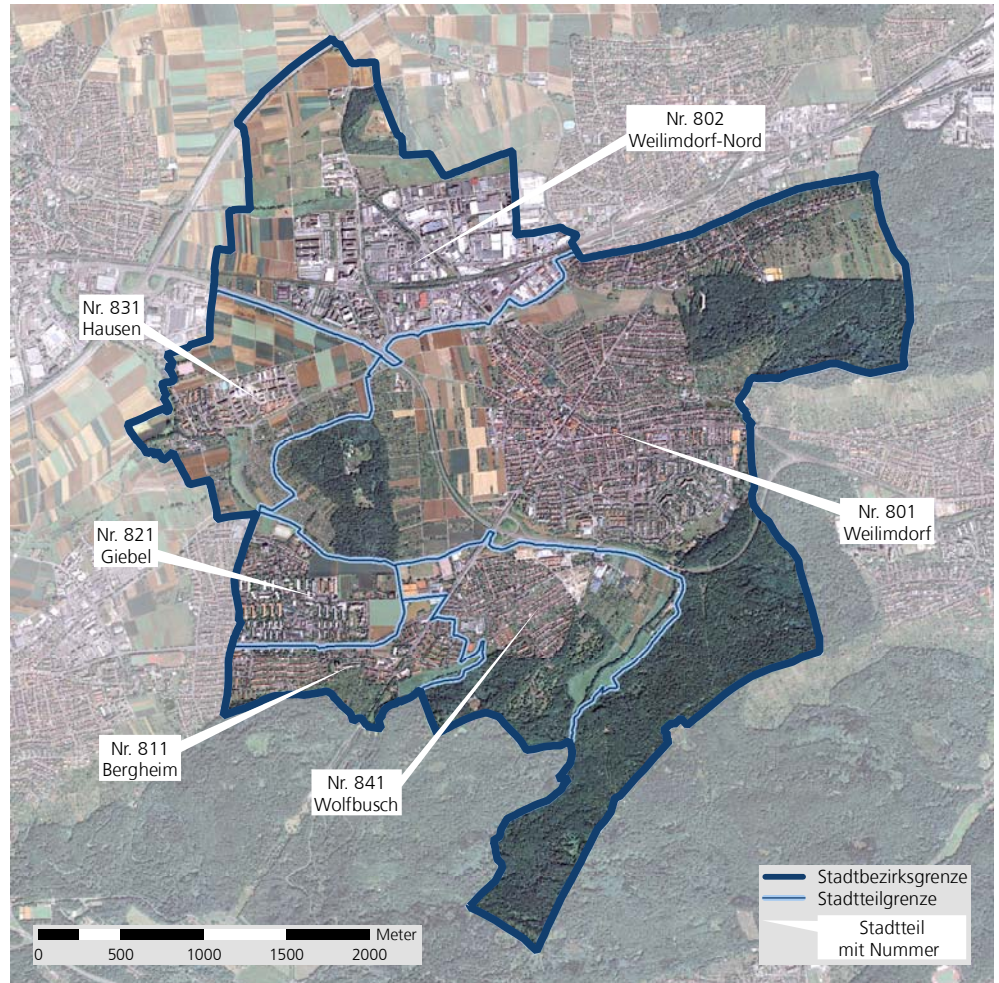 Nr. 802
Weilimdorf-Nord
Nr. 831
Hausen
Nr. 801
Weilimdorf
Nr. 821
Giebel
Nr. 811
Bergheim
Nr. 841
Wolfbusch
Stadtbezirksgrenze
Stadtteilgrenze
Stadtteil
mit Nummer
Meter
0 500 1000 1500 2000